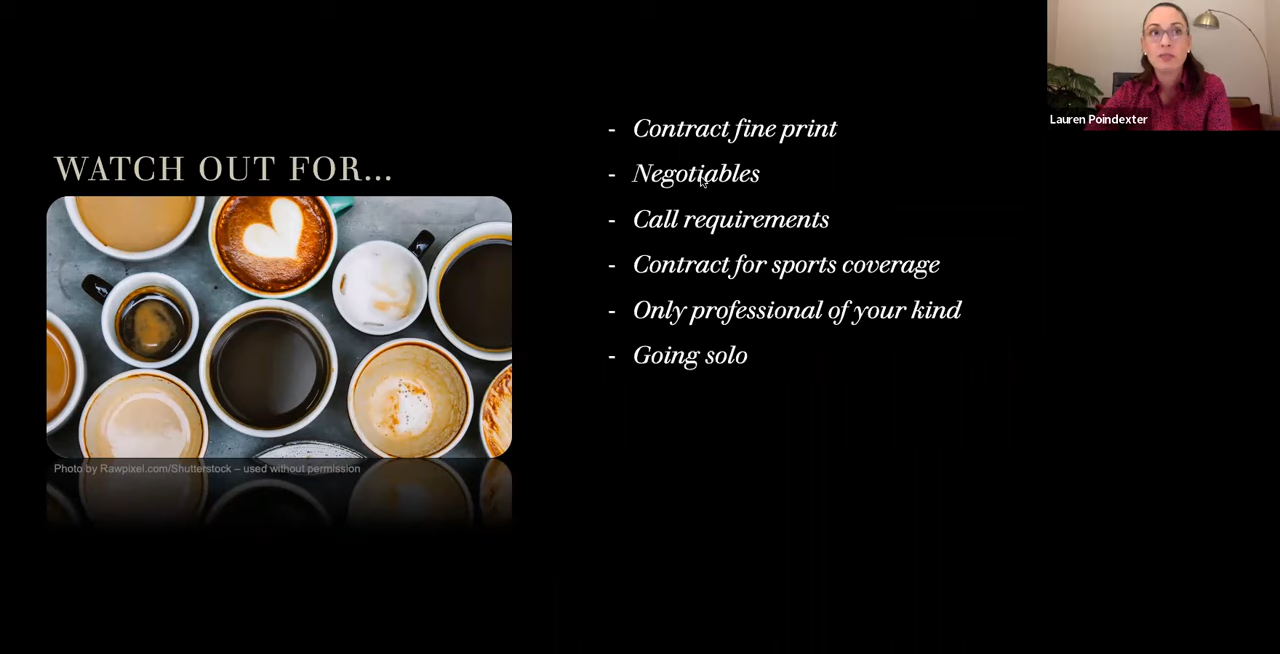 WATCH OUT FOR...
Photo by Rawpixel.com/Shutterstock – used without permission
- Contract fine print
- Negotiables
- Call requirements
- Contract for sports coverage
- Only professional of your kind
- Going solo
Lauren Poindexter